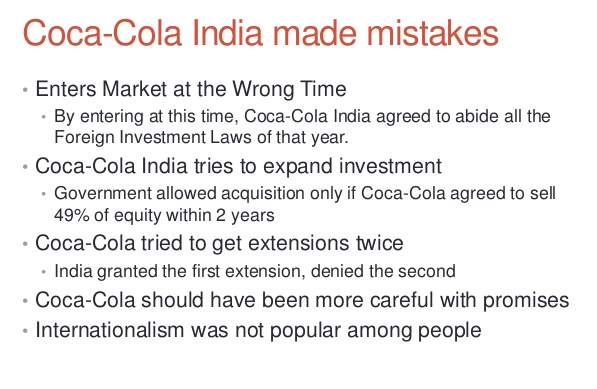 Coca-Cola India made mistakes
• Enters Market at the Wrong Time
• By entering at this time, Coca-Cola India agreed to abide all the
Foreign Investment Laws of that year.
• Coca-Cola India tries to expand investment
• Government allowed acquisition only if Coca-Cola agreed to sell
49% of equity within 2 years
• Coca-Cola tried to get extensions twice
• India granted the first extension, denied the second
• Coca-Cola should have been more careful with promises
• Internationalism was not popular among people